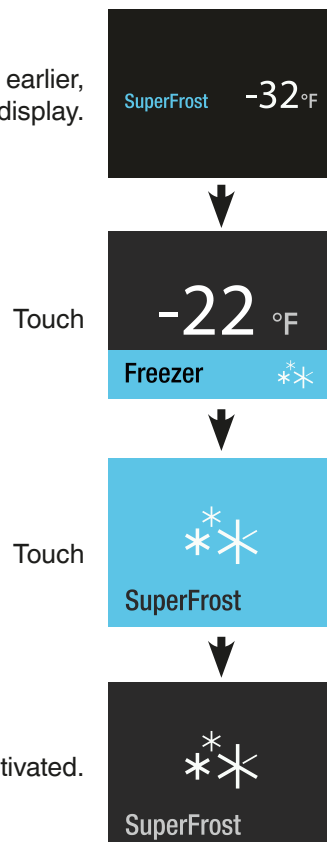 earlier,
display.
SuperFrost -32°F
-22 °F
Touch
Freezer
Touch
SuperFrost
tivated.
SuperFrost